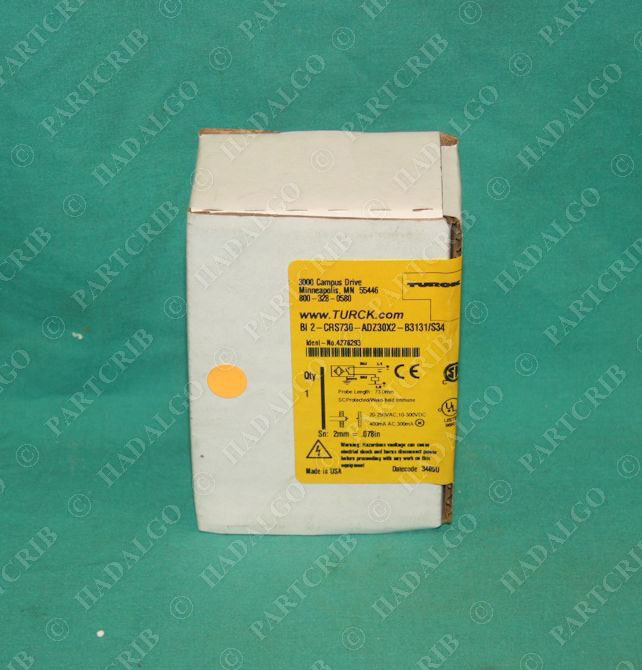 3000 Campus Drive
Minneapolis, MN 55446
800-328-0580
TURCK
www.TURCK.com
BI 2-CRS730-ADZ30X2-B3131/S34
Ident-No.4276293
Qty
1
Probe Length: 73.0mm
SC Protected/Weld field Immune
20-250VAC,10-300VDC
400mA AC,300mA
Sn: 2mm = .078in
Warning: Hazardous voltage can cause
electrical shock and burns disconnect power
before proceeding with any work on this
equipment
Made in USA
Datecode
CE
UL
© PARTCRIB
© HADALGO